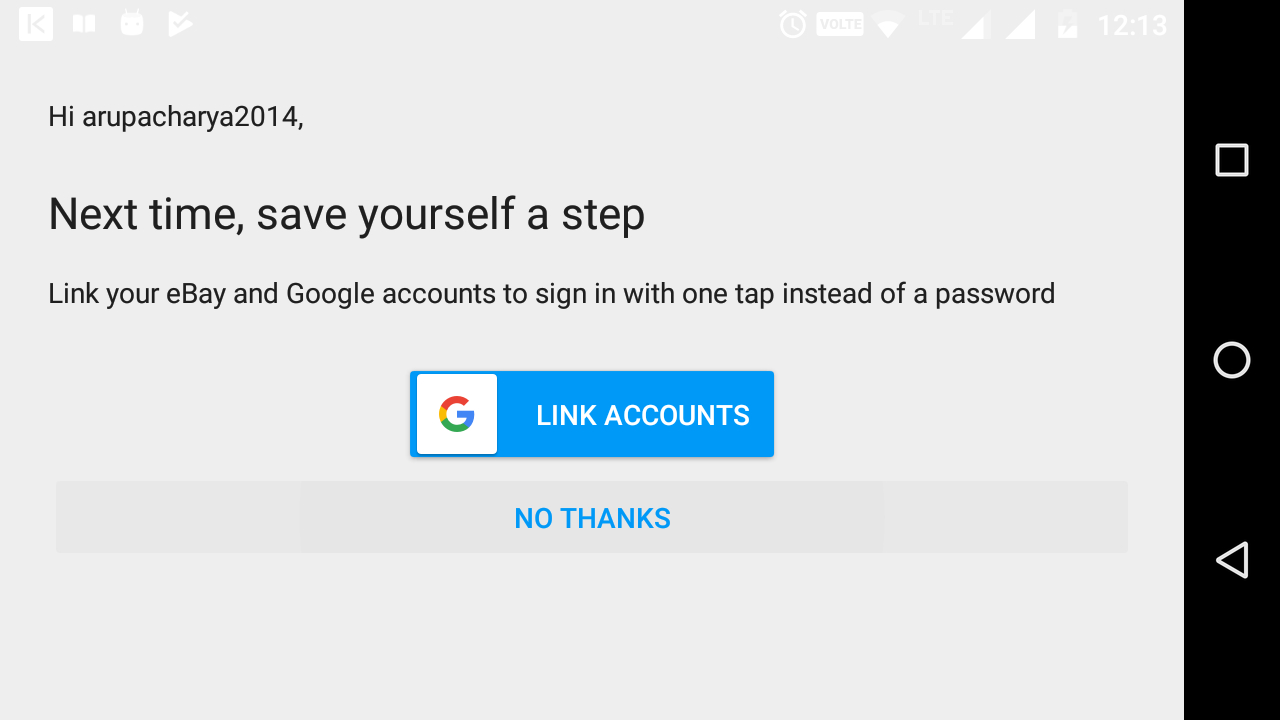 VOLTE LTE 12:13
Hi arupacharya2014,
Next time, save yourself a step
Link your eBay and Google accounts to sign in with one tap instead of a password
LINK ACCOUNTS
NO THANKS